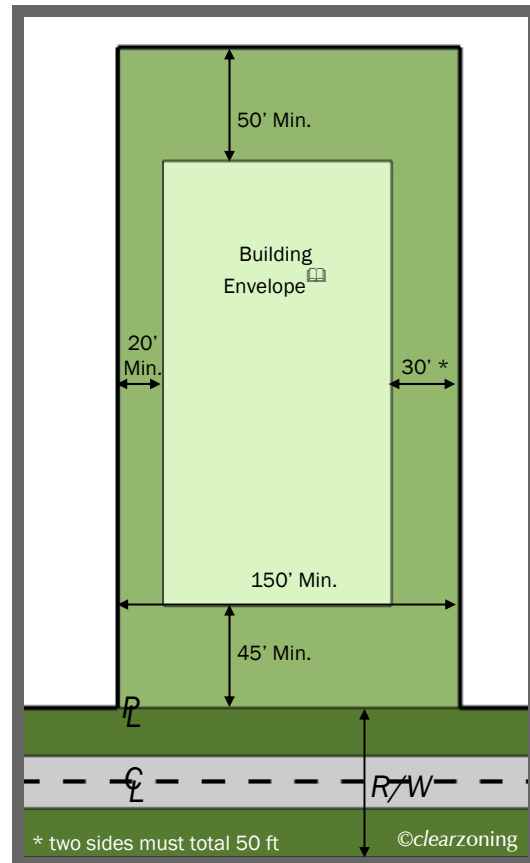 50' Min.
Building
Envelope
20'
Min.
30' *
150' Min.
45' Min.
PL
CL
R/W
* two sides must total 50 ft
©clearzoning